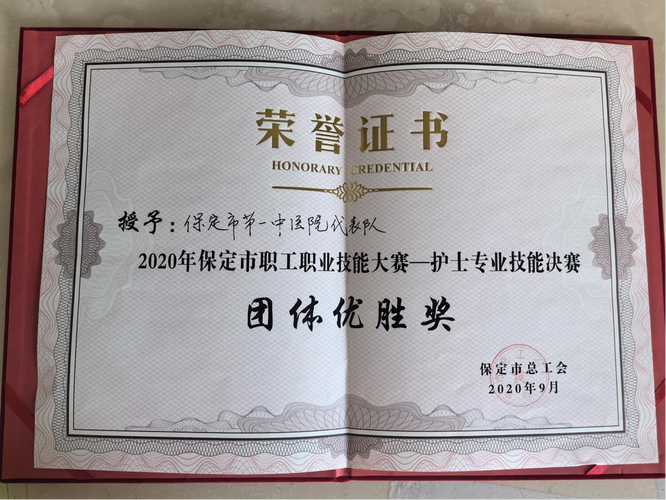 荣誉证书
HONORARY CREDENTIAL
授予：保定市第一中医院代表队
2020年保定市职工职业技能大赛—护士专业技能决赛
团体优胜奖
保定市总工会
2020年9月